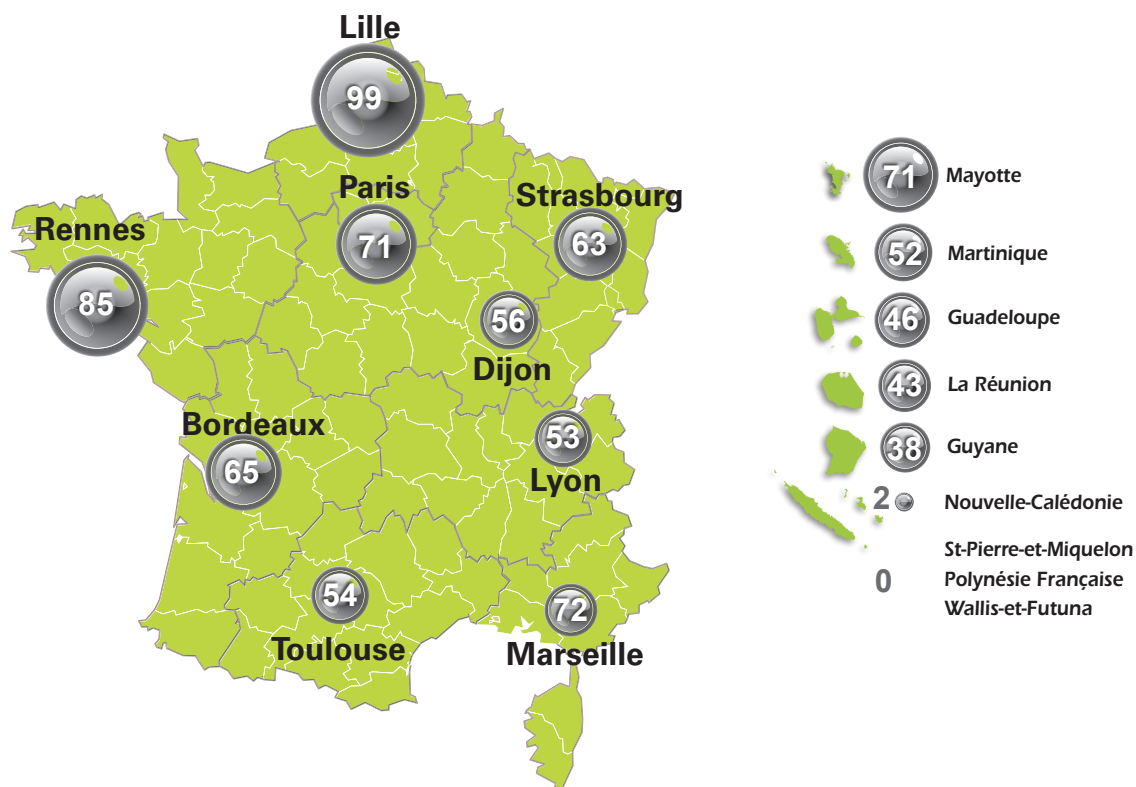 Lille
99
Paris
71
Strasbourg
63
Rennes
85
56
Dijon
Bordeaux
65
53
Lyon
54
Toulouse
72
Marseille
71 Mayotte
52 Martinique
46 Guadeloupe
43 La Réunion
38 Guyane
2 Nouvelle-Calédonie
St-Pierre-et-Miquelon
0 Polynésie Française
Wallis-et-Futuna